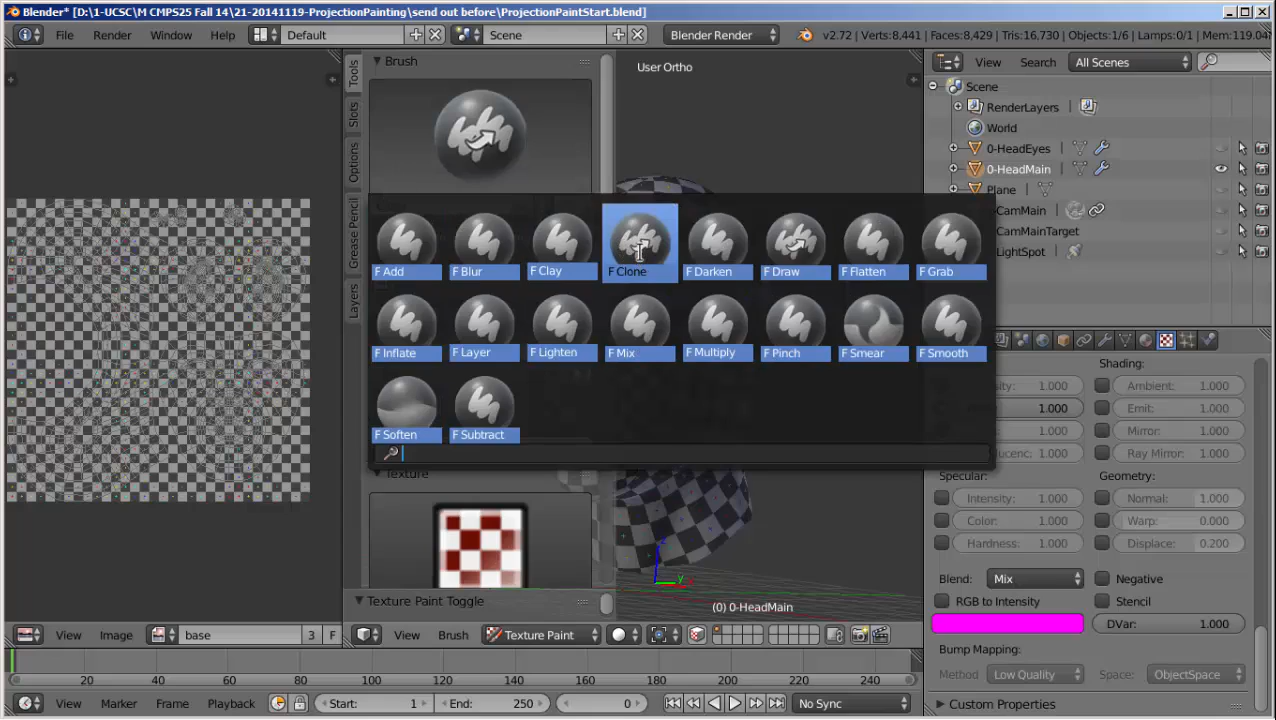 Blender* [D:\1-UCSC\M CMPS25 Fall 14\21-20141119-ProjectionPainting\send out before\ProjectionPaintStart.blend]
File Render Window Help Default Scene Blender Render v2.72 | Verts:8,441 | Faces:8,429 | Tris:16,730 | Objects:1/6 | Lamps:0/1 | Mem:119.04
Brush
User Ortho
View Search All Scenes
Tools
Slots
Options
Grease Pencil
Layers
Scene
RenderLayers
World
0-HeadEyes
0-HeadMain
Plane
CamMain
CamMainTarget
LightSpot
F Add F Blur F Clay F Clone F Darken F Draw F Flatten F Grab
F Inflate F Layer F Lighten F Mix F Multiply F Pinch F Smear F Smooth
F Soften F Subtract
Texture
Texture Paint Toggle
z
y
(0) 0-HeadMain
Shading:
1.000 Ambient: 1.000
1.000 Emit: 1.000
1.000 Mirror: 1.000
1.000 Ray Mirror: 1.000
Specular: Geometry:
Intensity: 1.000 Normal: 1.000
Color: 1.000 Warp: 0.000
Hardness: 1.000 Displace: 0.200
Blend: Mix Negative
RGB to Intensity Stencil
DVar: 1.000
Bump Mapping:
Method Low Quality Space: ObjectSpace
Custom Properties
View Image base 3 F
View Brush Texture Paint
20 40 60 80 100 120 140 160 180 200 220 240
View Marker Frame Playback Start: 1 End: 250 0 No Sync